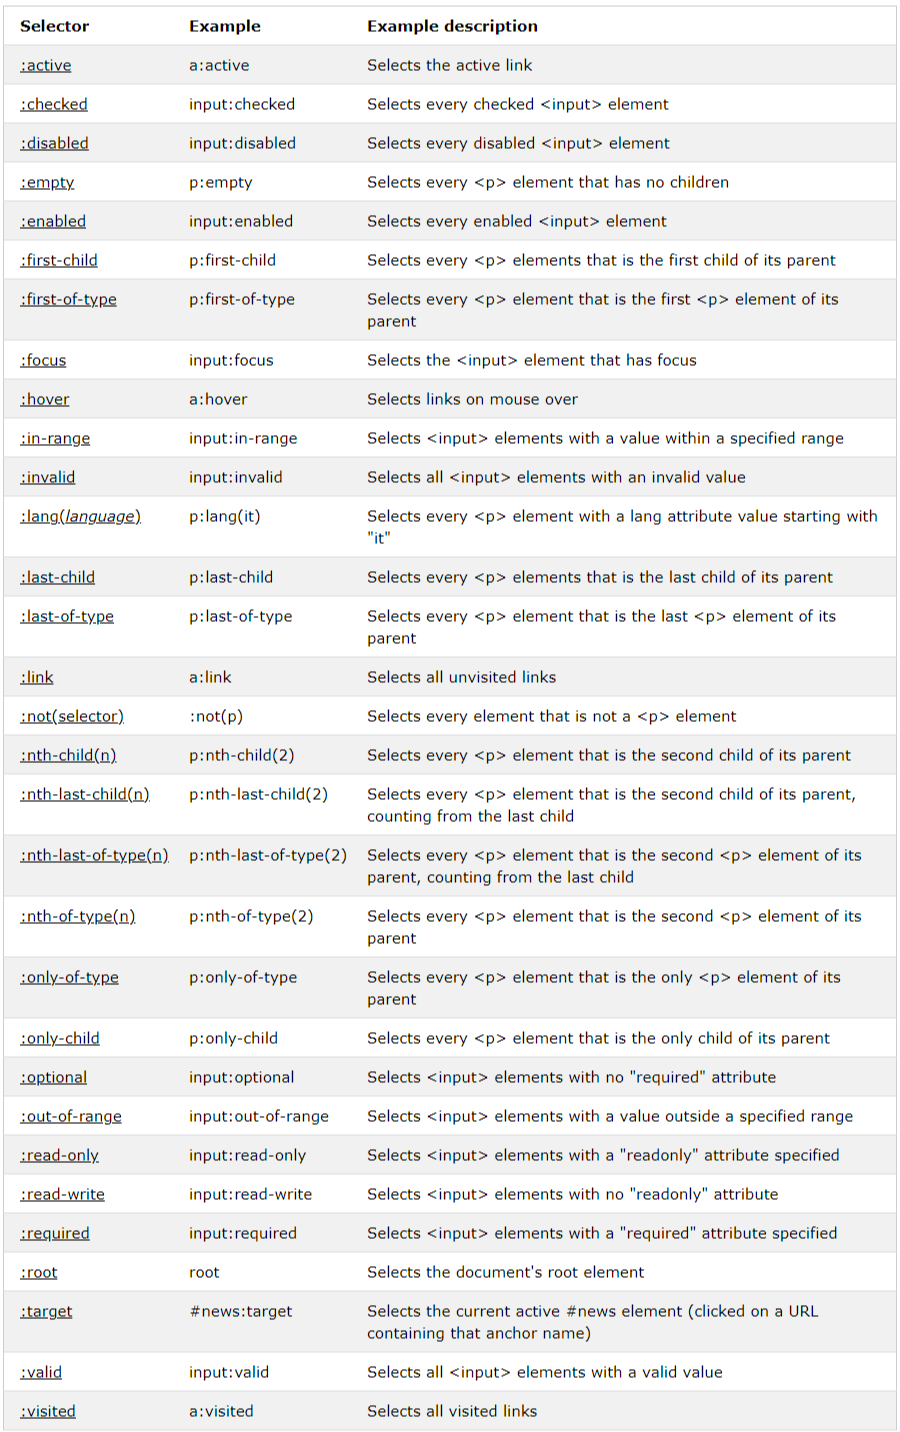 Selector Example Example description
:active a:active Selects the active link
:checked input:checked Selects every checked <input> element
:disabled input:disabled Selects every disabled <input> element
:empty p:empty Selects every <p> element that has no children
:enabled input:enabled Selects every enabled <input> element
:first-child p:first-child Selects every <p> elements that is the first child of its parent
:first-of-type p:first-of-type Selects every <p> element that is the first <p> element of its
parent
:focus input:focus Selects the <input> element that has focus
:hover a:hover Selects links on mouse over
:in-range input:in-range Selects <input> elements with a value within a specified range
:invalid input:invalid Selects all <input> elements with an invalid value
:lang(language) p:lang(it) Selects every <p> element with a lang attribute value starting with
"it"
:last-child p:last-child Selects every <p> elements that is the last child of its parent
:last-of-type p:last-of-type Selects every <p> element that is the last <p> element of its
parent
:link a:link Selects all unvisited links
:not(selector) :not(p) Selects every element that is not a <p> element
:nth-child(n) p:nth-child(2) Selects every <p> element that is the second child of its parent
:nth-last-child(n) p:nth-last-child(2) Selects every <p> element that is the second child of its parent,
counting from the last child
:nth-last-of-type(n) p:nth-last-of-type(2) Selects every <p> element that is the second <p> element of its
parent, counting from the last child
:nth-of-type(n) p:nth-of-type(2) Selects every <p> element that is the second <p> element of its
parent
:only-of-type p:only-of-type Selects every <p> element that is the only <p> element of its
parent
:only-child p:only-child Selects every <p> element that is the only child of its parent
:optional input:optional Selects <input> elements with no "required" attribute
:out-of-range input:out-of-range Selects <input> elements with a value outside a specified range
:read-only input:read-only Selects <input> elements with a "readonly" attribute specified
:read-write input:read-write Selects <input> elements with no "readonly" attribute
:required input:required Selects <input> elements with a "required" attribute specified
:root root Selects the document's root element
:target #news:target Selects the current active #news element (clicked on a URL
containing that anchor name)
:valid input:valid Selects all <input> elements with a valid value
:visited a:visited Selects all visited links